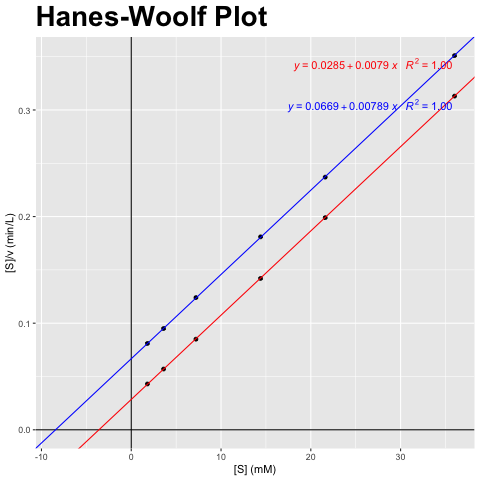 Hanes-Woolf Plot
y = 0.0285 + 0.0079 x R² = 1.00
y = 0.0669 + 0.00789 x R² = 1.00
0.3
0.2
0.1
0.0
[S]/v (min/L)
-10 0 10 20 30
[S] (mM)